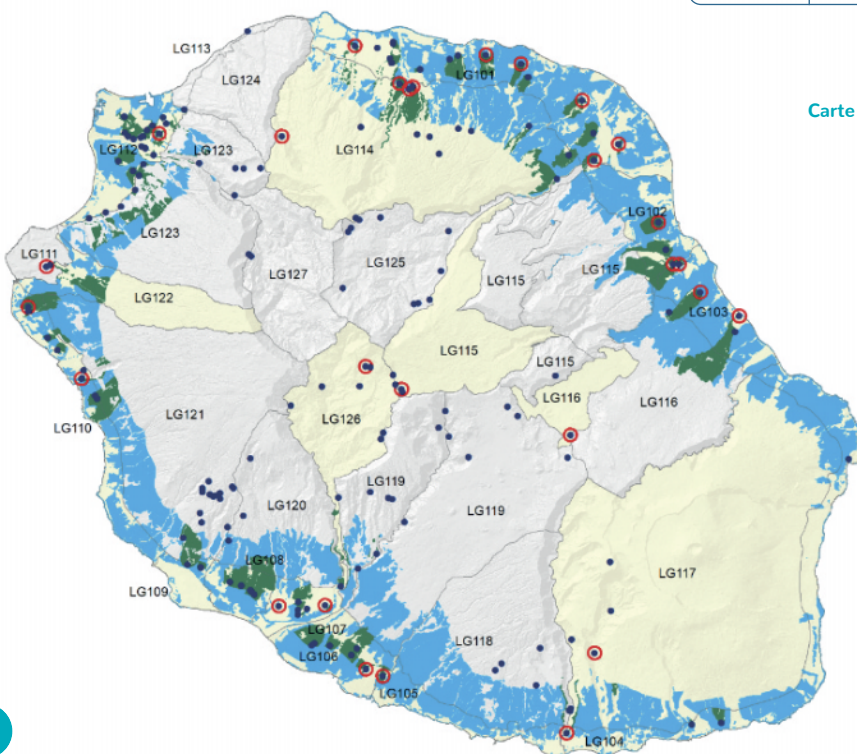 LG113
LG124
LG101
Carte
LG112
LG123
LG114
LG102
LG123
LG111
LG127
LG125
LG115
LG115
LG122
LG103
LG115
LG115
LG121
LG126
LG116
LG116
LG110
LG120
LG119
LG119
LG108
LG117
LG109
LG107
LG106
LG118
LG105
LG104